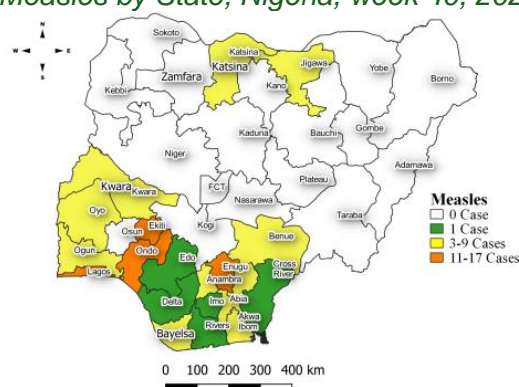 Measles by State, Nigeria, week 40, 202
N
W E
S
Sokoto
Katsina
Katsina
Jigawa
Yobe
Borno
Zamfara
Kebbi
Kano
Kaduna
Bauchi
Gombe
Adamawa
Niger
Kwara
Kwara
FCT
Plateau
Nasarawa
Taraba
Oyo
Osun
Ekiti
Kogi
Benue
Ogun
Ondo
Edo
Enugu
Cross
River
Lagos
Anambra
Delta
Imo
Abia
Bayelsa
Rivers
Akwa
Ibom
Measles
0 Case
1 Case
3-9 Cases
11-17 Cases
0 100 200 300 400 km